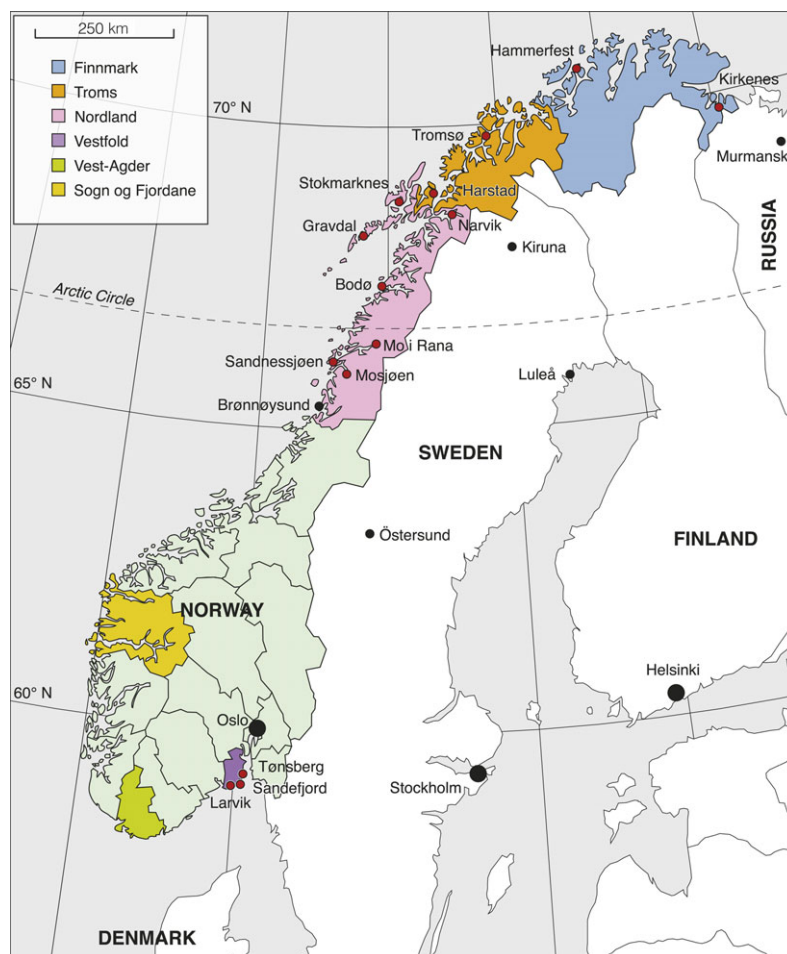 250 km
Finnmark
Troms
Nordland
Vestfold
Vest-Agder
Sogn og Fjordane
Hammerfest
Kirkenes
70° N
Tromsø
Murmansk
Stokmarknes
Harstad
Gravdal
Narvik
RUSSIA
Kiruna
Bodø
Arctic Circle
Mo i Rana
Sandnessjøen
Mosjøen
Luleå
65° N
Brønnøysund
SWEDEN
Östersund
FINLAND
NORWAY
Helsinki
60° N
Oslo
Tønsberg
Stockholm
Sandefjord
Larvik
DENMARK